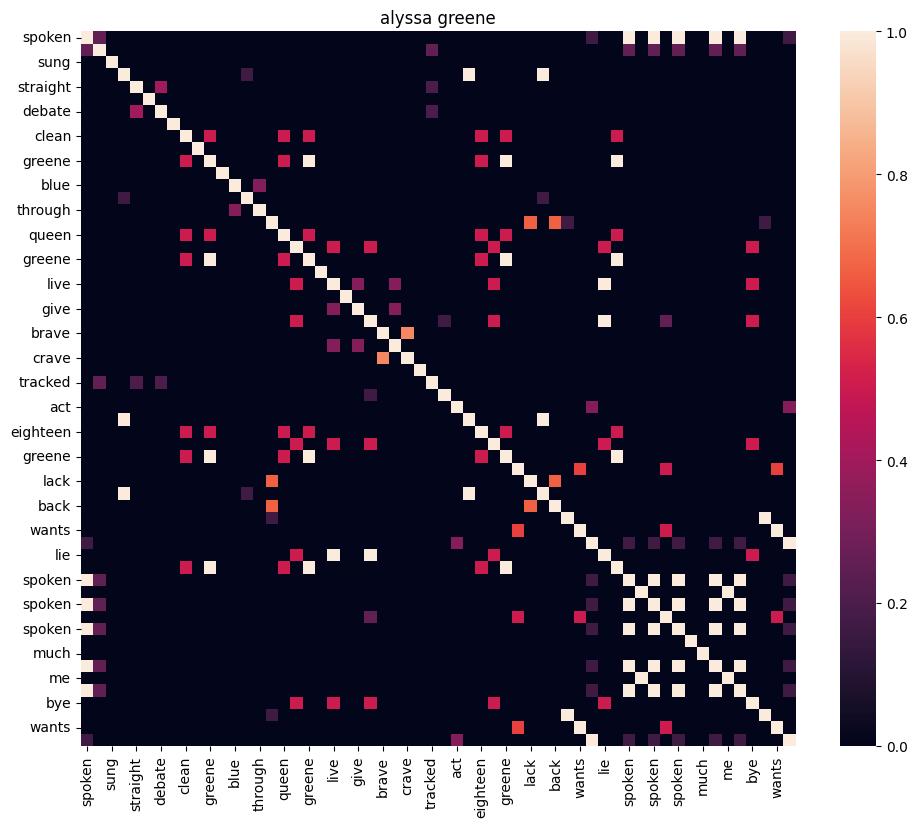 alyssa greene
spoken
sung
straight
debate
clean
greene
blue
through
queen
greene
live
give
brave
crave
tracked
act
eighteen
greene
lack
back
wants
lie
spoken
spoken
spoken
much
me
bye
wants
1.0
0.8
0.6
0.4
0.2
0.0
spoken
sung
straight
debate
clean
greene
blue
through
queen
greene
live
give
brave
crave
tracked
act
eighteen
greene
lack
back
wants
lie
spoken
spoken
spoken
much
me
bye
wants